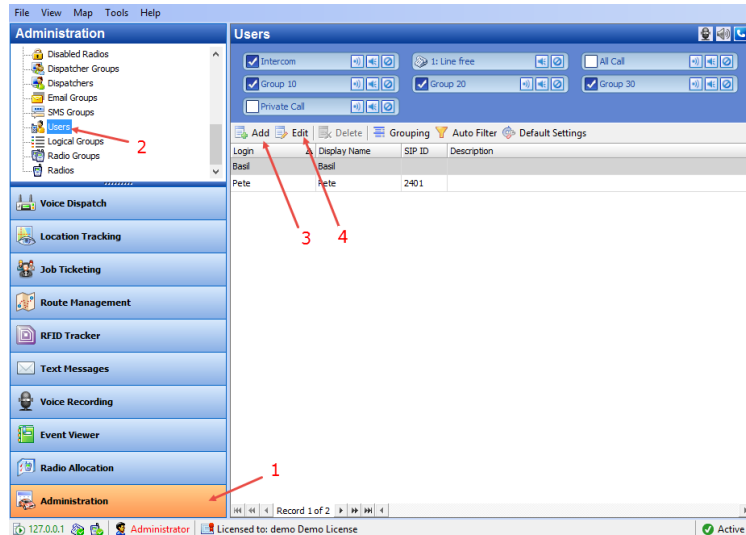 File View Map Tools Help
Administration
Users
Disabled Radios
Dispatcher Groups
Dispatchers
Email Groups
SMS Groups
Users
Logical Groups
Radio Groups
Radios
2
Intercom
1: Line free
All Call
Group 10
Group 20
Group 30
Private Call
Add Edit Delete Grouping Auto Filter Default Settings
Login Display Name SIP ID Description
Basil Basil
Pete Pete 2401
3 4
Voice Dispatch
Location Tracking
Job Ticketing
Route Management
RFID Tracker
Text Messages
Voice Recording
Event Viewer
Radio Allocation
Administration
1
Record 1 of 2
127.0.0.1 Administrator Licensed to: demo Demo License Active